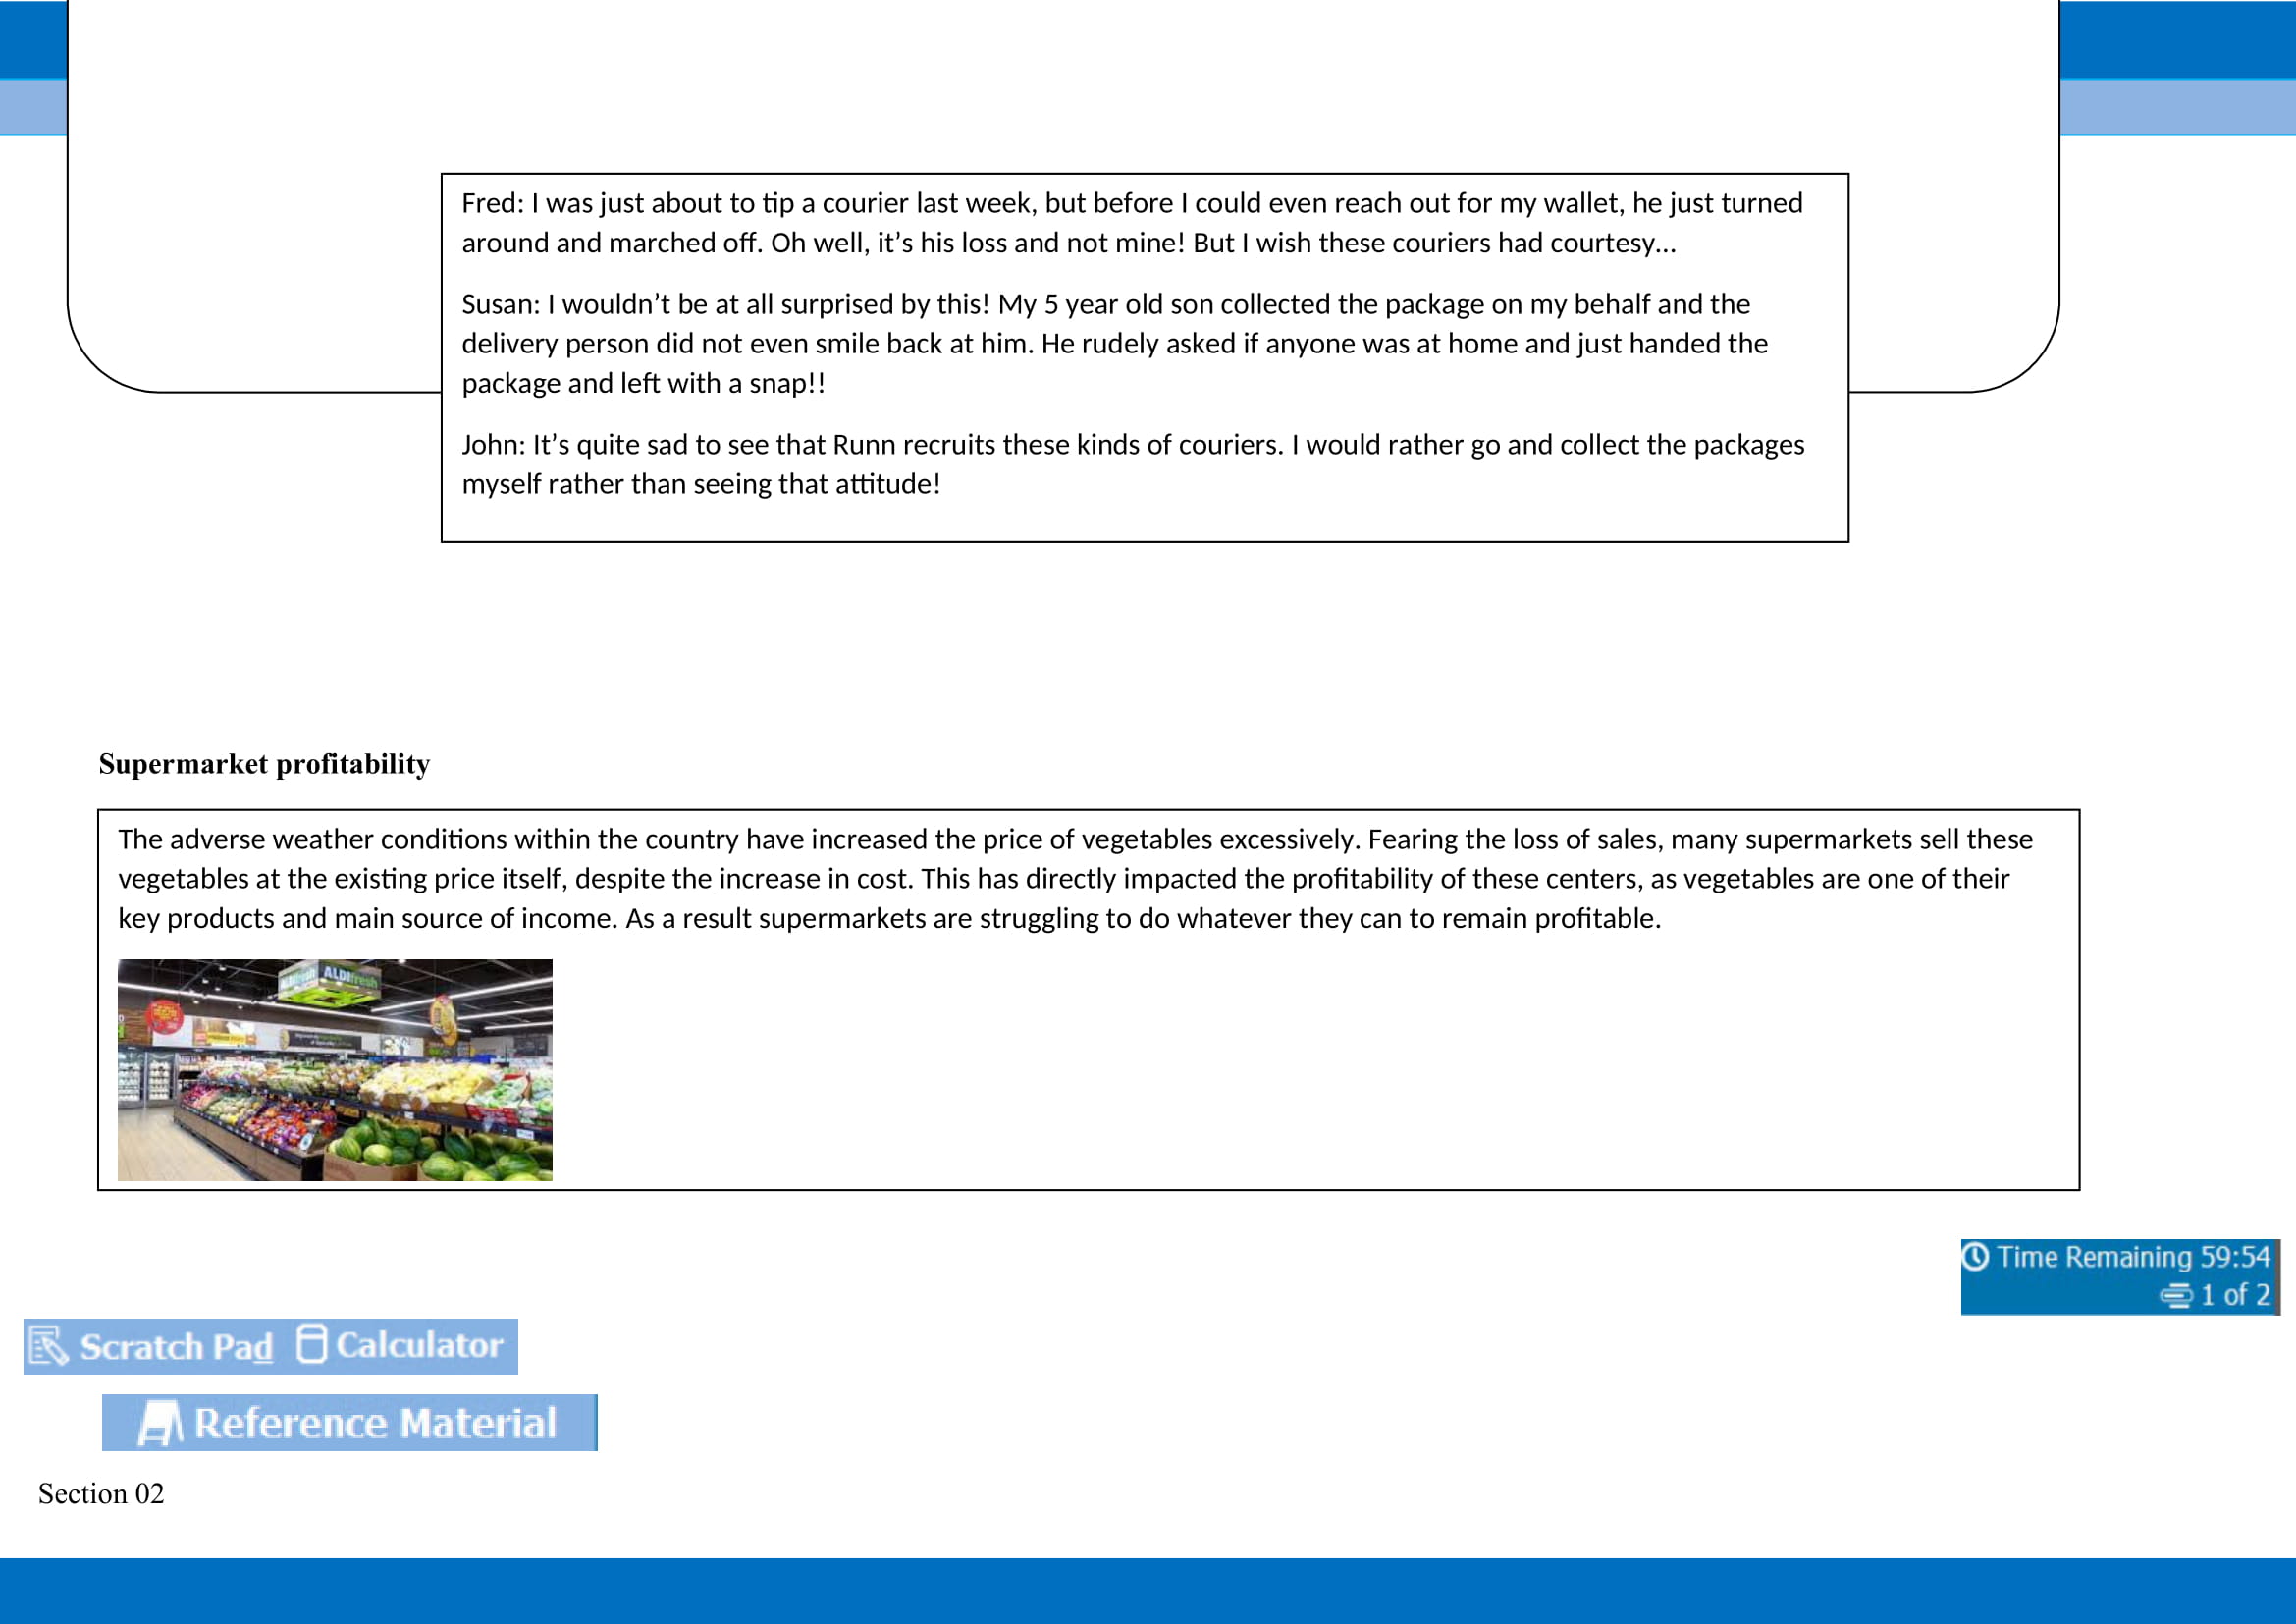 Fred: I was just about to tip a courier last week, but before I could even reach out for my wallet, he just turned
around and marched off. Oh well, it’s his loss and not mine! But I wish these couriers had courtesy…
Susan: I wouldn’t be at all surprised by this! My 5 year old son collected the package on my behalf and the
delivery person did not even smile back at him. He rudely asked if anyone was at home and just handed the
package and left with a snap!!
John: It’s quite sad to see that Runn recruits these kinds of couriers. I would rather go and collect the packages
myself rather than seeing that attitude!
Supermarket profitability
The adverse weather conditions within the country have increased the price of vegetables excessively. Fearing the loss of sales, many supermarkets sell these
vegetables at the existing price itself, despite the increase in cost. This has directly impacted the profitability of these centers, as vegetables are one of their
key products and main source of income. As a result supermarkets are struggling to do whatever they can to remain profitable.
ALDI fresh
Time Remaining 59:54
1 of 2
Scratch Pad Calculator
Reference Material
Section 02